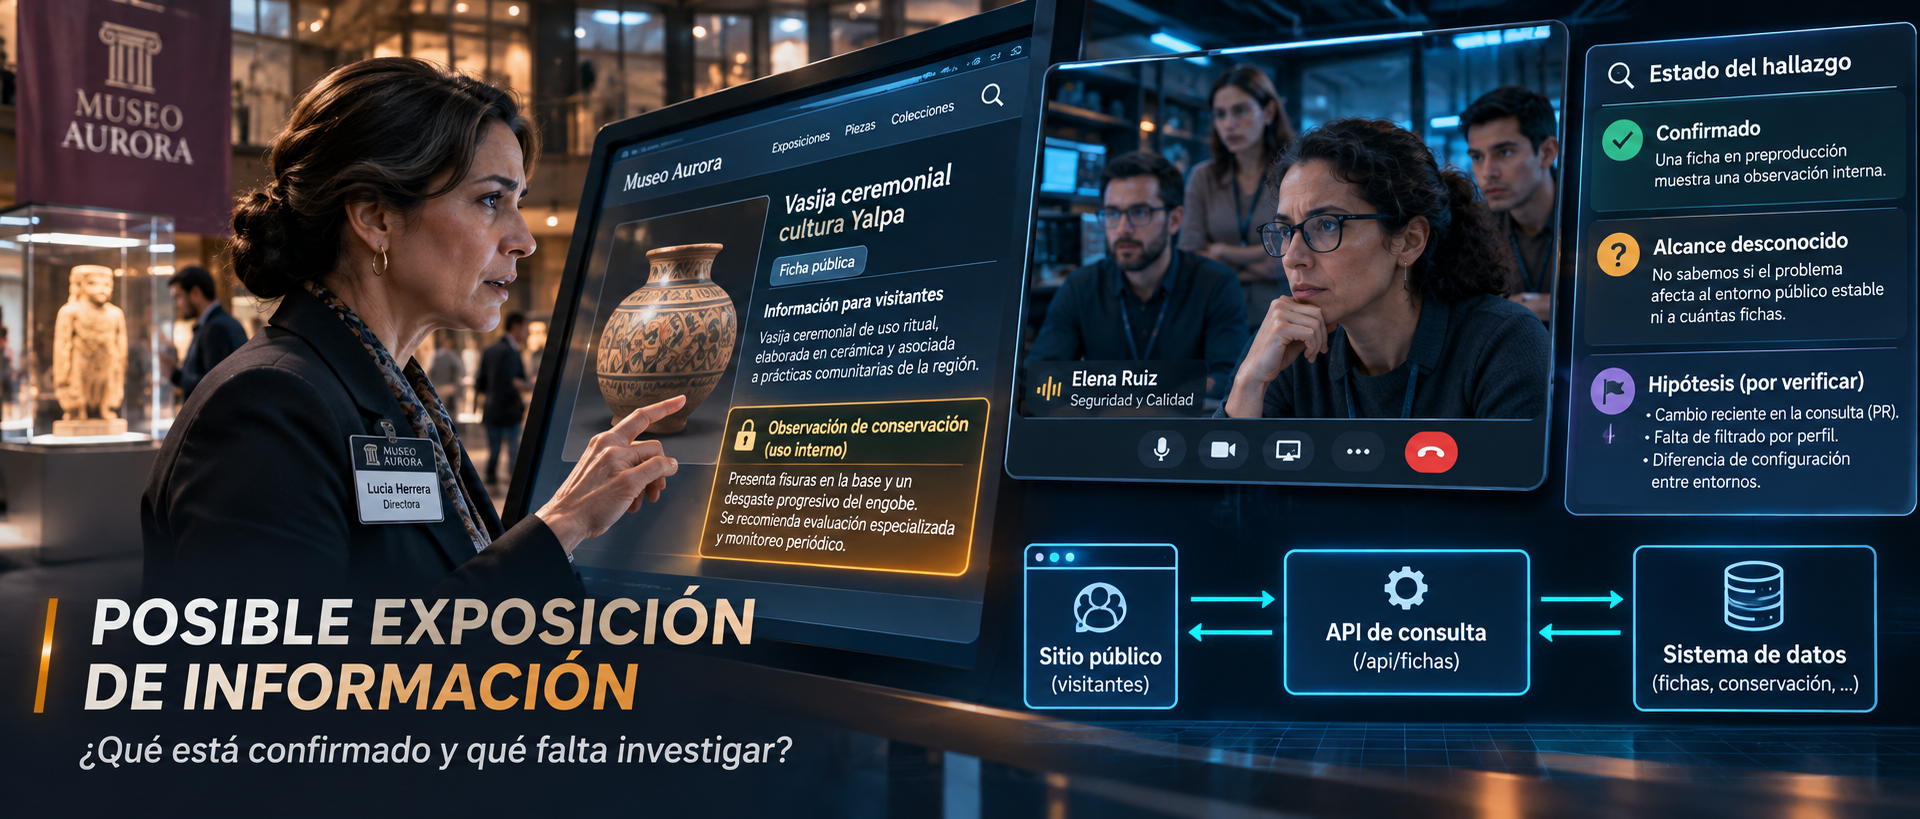 MUSEO
AURORA
MUSEO
AURORA
Lucia Herrera
Directora
Museo Aurora
Exposiciones
Piezas
Colecciones
Vasija ceremonial
cultura Yalpa
Ficha pública
Información para visitantes
Vasija ceremonial de uso ritual,
elaborada en cerámica y asociada
a prácticas comunitarias de la región.
Observación de conservación
(uso interno)
Presenta fisuras en la base y un
desgaste progresivo del engobe.
Se recomienda evaluación especializada
y monitoreo periódico.
POSIBLE EXPOSICIÓN
DE INFORMACIÓN
¿Qué está confirmado y qué falta investigar?
Elena Ruiz
Seguridad y Calidad
Estado del hallazgo
Confirmado
Una ficha en preproducción
muestra una observación interna.
Alcance desconocido
No sabemos si el problema
afecta al entorno público estable
ni a cuántas fichas.
Hipótesis (por verificar)
• Cambio reciente en la consulta (PR).
• Falta de filtrado por perfil.
• Diferencia de configuración
entre entornos.
Sitio público
(visitantes)
API de consulta
(/api/fichas)
Sistema de datos
(fichas, conservación, ...)